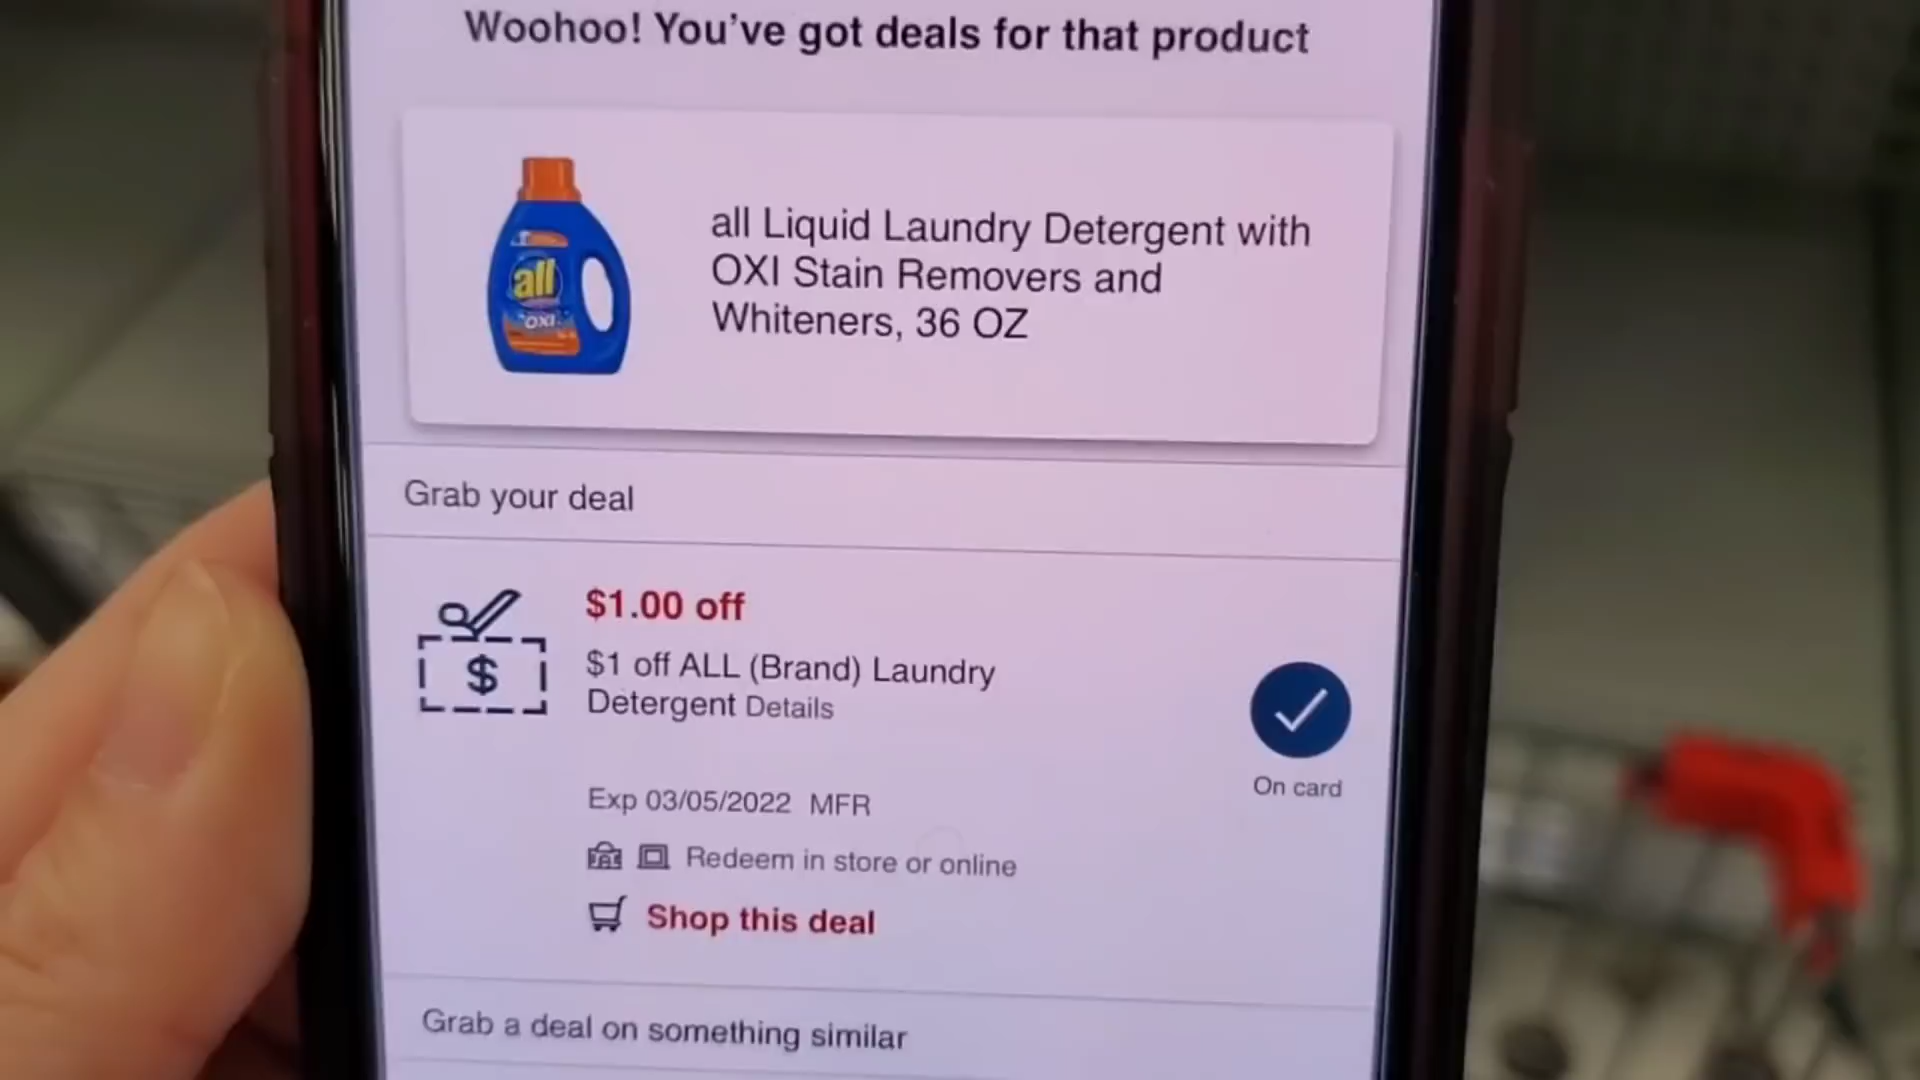 Woohoo! You've got deals for that product
all
OXI
all Liquid Laundry Detergent with
OXI Stain Removers and
Whiteners, 36 OZ
Grab your deal
$
$1.00 off
$1 off ALL (Brand) Laundry
Detergent Details
On card
Exp 03/05/2022 MFR
Redeem in store or online
Shop this deal
Grab a deal on something similar